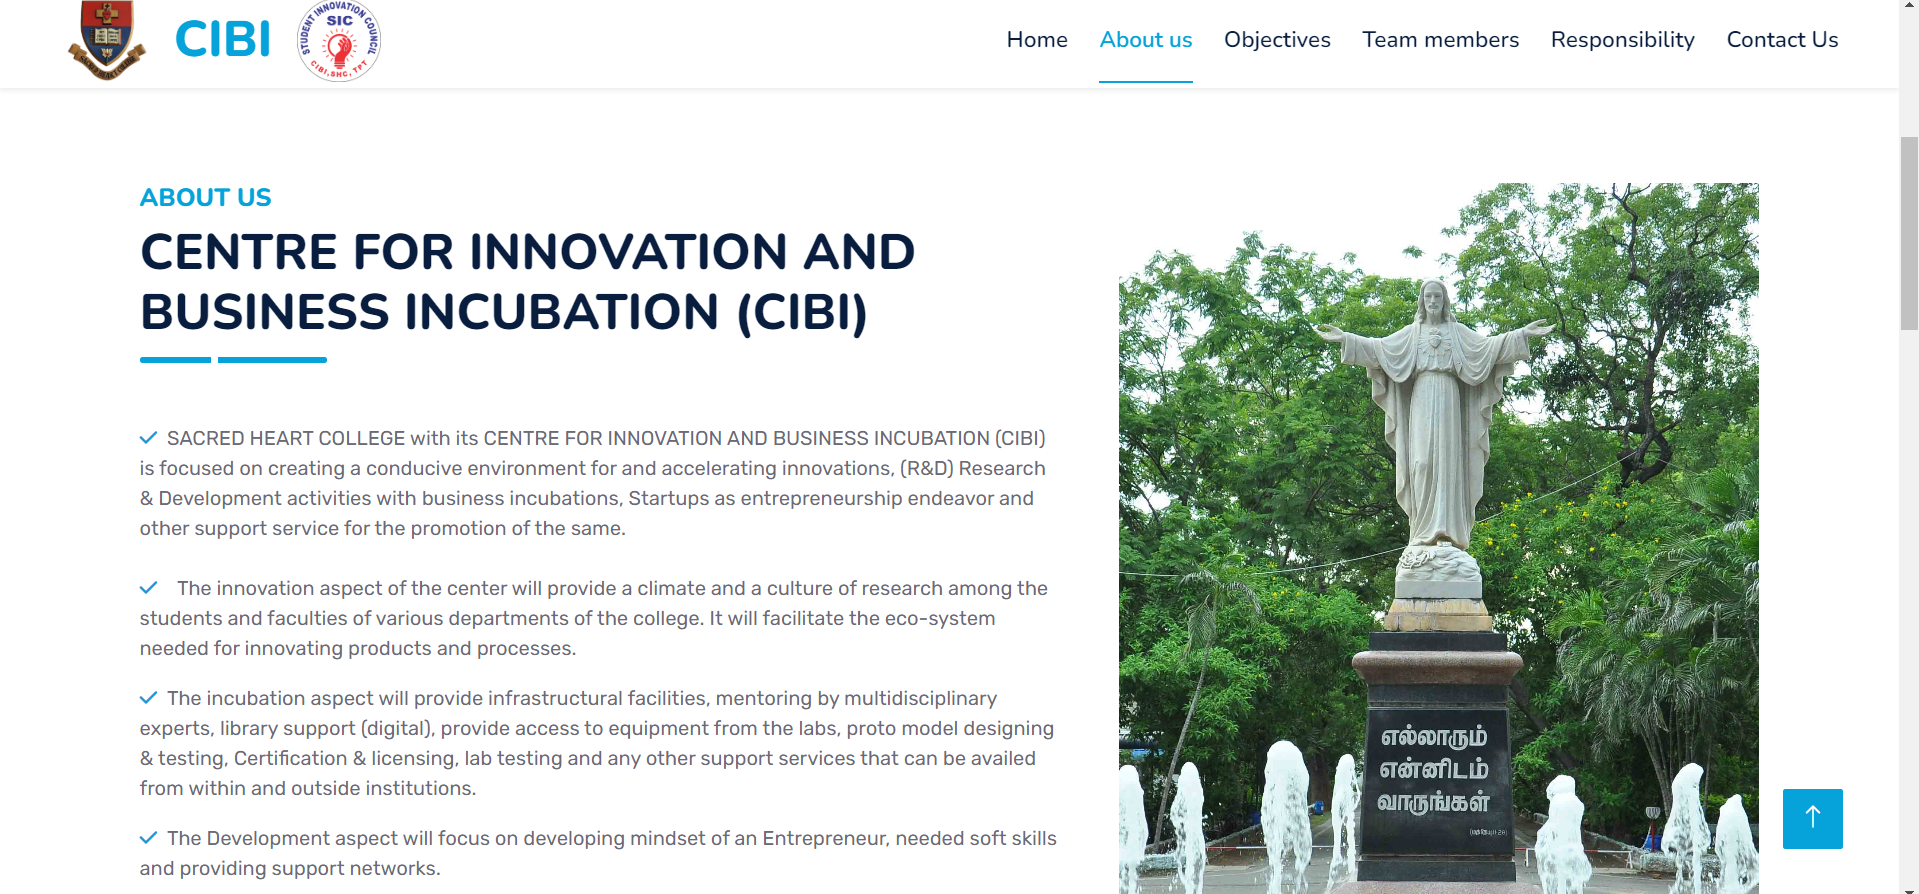 SACRED HEART COLLEGE
CIBI
STUDENT INNOVATION COUNCIL
SIC
CIBI, SHC, TPT
Home
About us
Objectives
Team members
Responsibility
Contact Us
ABOUT US
CENTRE FOR INNOVATION AND
BUSINESS INCUBATION (CIBI)
SACRED HEART COLLEGE with its CENTRE FOR INNOVATION AND BUSINESS INCUBATION (CIBI)
is focused on creating a conducive environment for and accelerating innovations, (R&D) Research
& Development activities with business incubations, Startups as entrepreneurship endeavor and
other support service for the promotion of the same.
The innovation aspect of the center will provide a climate and a culture of research among the
students and faculties of various departments of the college. It will facilitate the eco-system
needed for innovating products and processes.
The incubation aspect will provide infrastructural facilities, mentoring by multidisciplinary
experts, library support (digital), provide access to equipment from the labs, proto model designing
& testing, Certification & licensing, lab testing and any other support services that can be availed
from within and outside institutions.
The Development aspect will focus on developing mindset of an Entrepreneur, needed soft skills
and providing support networks.
எல்லாரும்
என்னிடம்
வாருங்கள்